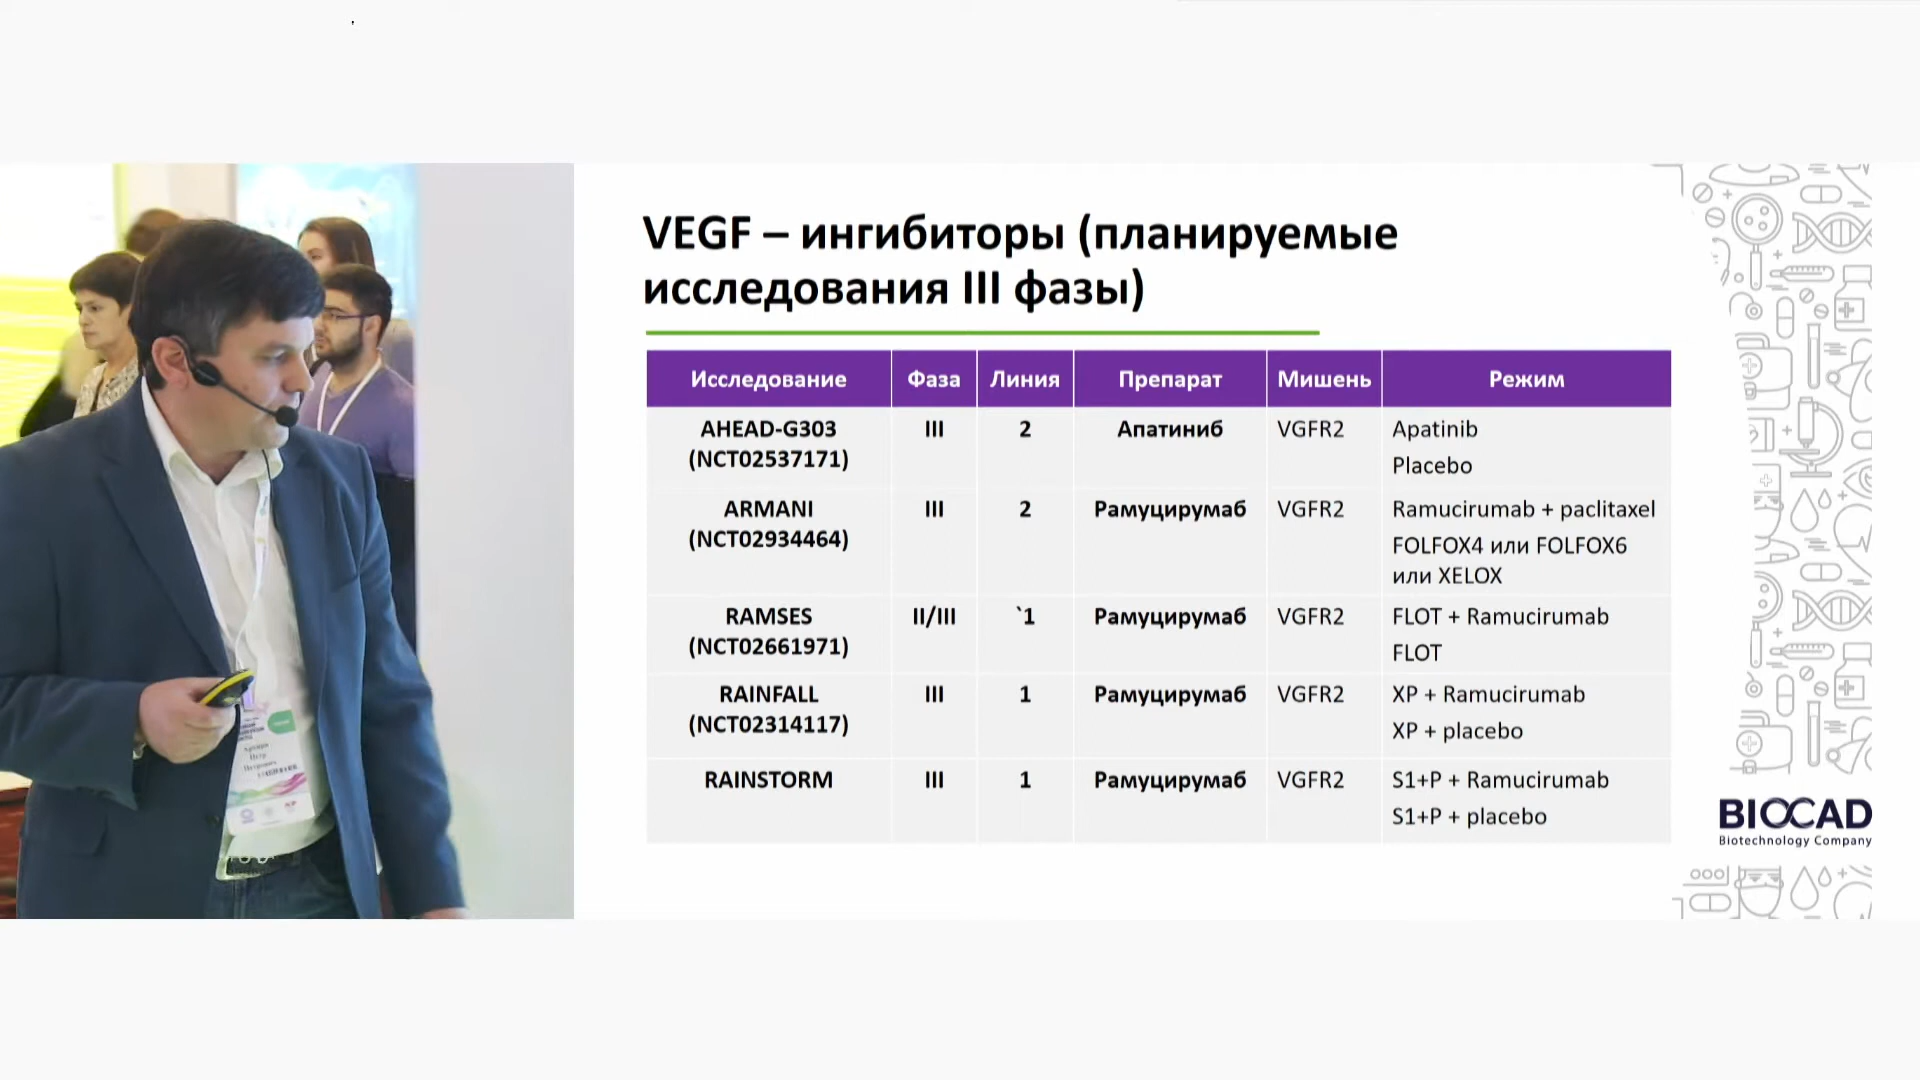 VEGF – ингибиторы (планируемые
исследования III фазы)
Исследование Фаза Линия Препарат Мишень Режим
AHEAD-G303 III 2 Апатиниб VGFR2 Apatinib
(NCT02537171) Placebo
ARMANI III 2 Рамуцирумаб VGFR2 Ramucirumab + paclitaxel
(NCT02934464) FOLFOX4 или FOLFOX6
или XELOX
RAMSES II/III `1 Рамуцирумаб VGFR2 FLOT + Ramucirumab
(NCT02661971) FLOT
RAINFALL III 1 Рамуцирумаб VGFR2 XP + Ramucirumab
(NCT02314117) XP + placebo
RAINSTORM III 1 Рамуцирумаб VGFR2 S1+P + Ramucirumab
S1+P + placebo
BIOCAD
Biotechnology Company